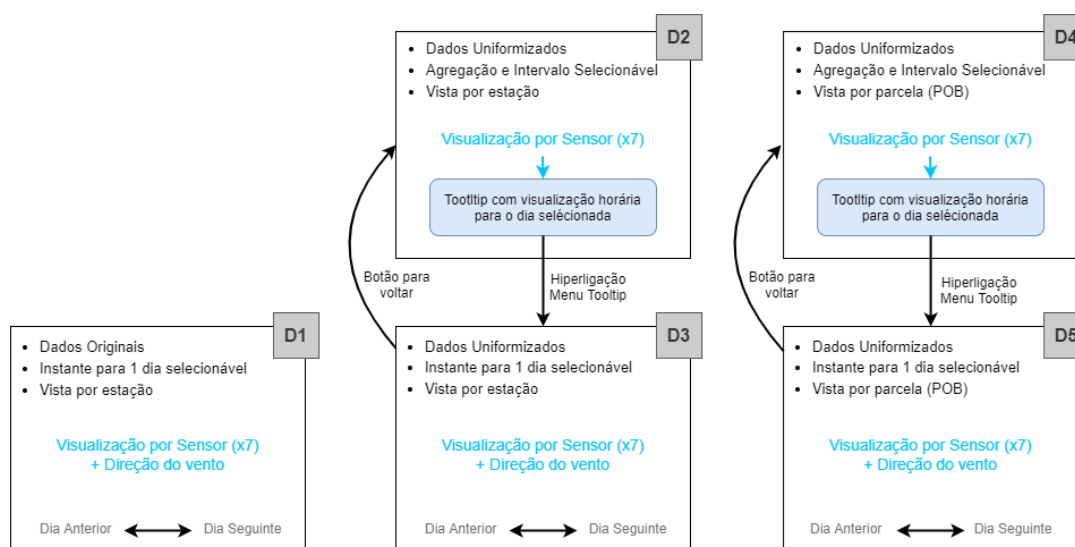 D2
• Dados Uniformizados
• Agregação e Intervalo Selecionável
• Vista por estação
Visualização por Sensor (x7)
Tootltip com visualização horária
para o dia selécionada
Botão para
voltar
Hiperligação
Menu Tooltip
D4
• Dados Uniformizados
• Agregação e Intervalo Selecionável
• Vista por parcela (POB)
Visualização por Sensor (x7)
Tootltip com visualização horária
para o dia selécionada
Botão para
voltar
Hiperligação
Menu Tooltip
D1
• Dados Originais
• Instante para 1 dia selecionável
• Vista por estação
Visualização por Sensor (x7)
+ Direção do vento
Dia Anterior
Dia Seguinte
D3
• Dados Uniformizados
• Instante para 1 dia selecionável
• Vista por estação
Visualização por Sensor (x7)
+ Direção do vento
Dia Anterior
Dia Seguinte
D5
• Dados Uniformizados
• Instante para 1 dia selecionável
• Vista por parcela (POB)
Visualização por Sensor (x7)
+ Direção do vento
Dia Anterior
Dia Seguinte